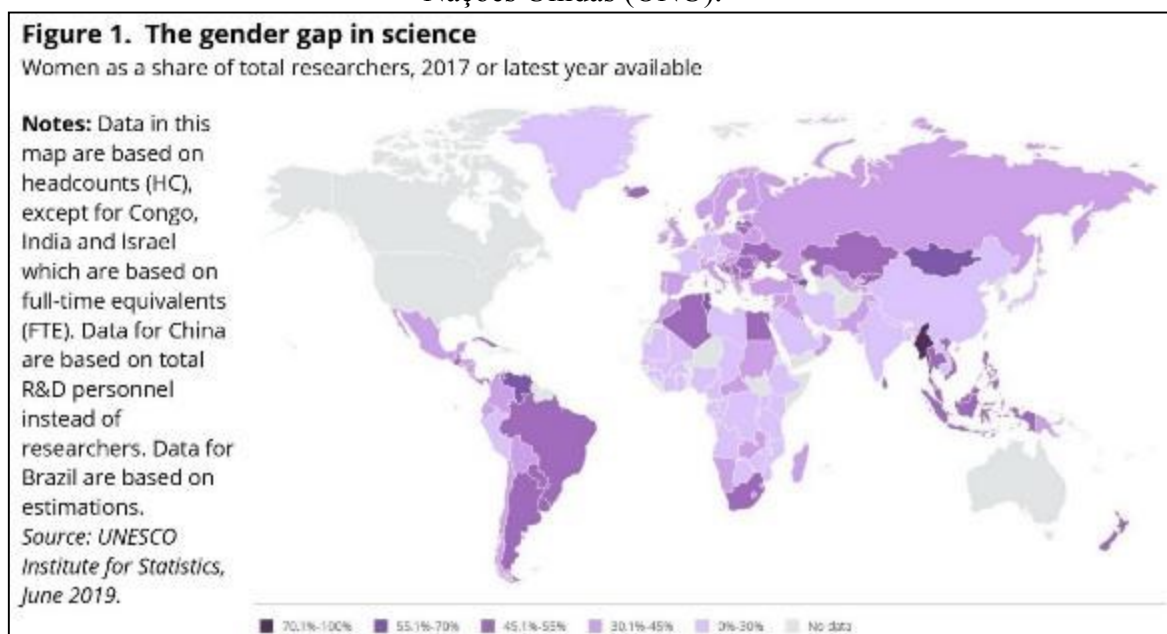 Nações Unidas (ONU).
Figure 1. The gender gap in science
Women as a share of total researchers, 2017 or latest year available
Notes: Data in this
map are based on
headcounts (HC),
except for Congo,
India and Israel
which are based on
full-time equivalents
(FTE). Data for China
are based on total
R&D personnel
instead of
researchers. Data for
Brazil are based on
estimations.
Source: UNESCO
Institute for Statistics,
June 2019.
70.1%-100% 55.1%-70% 45.1%-55% 30.1%-45% 0%-30% No data